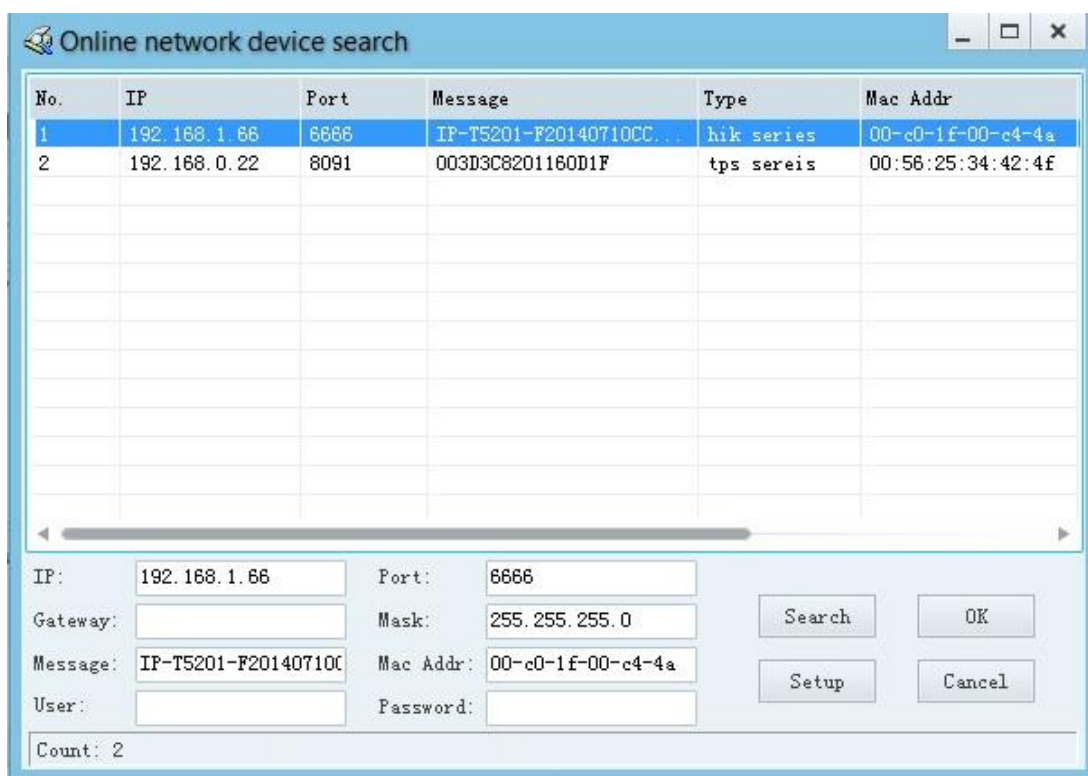 Online network device search
No. IP Port Message Type Mac Addr
1 192.168.1.66 6666 IP-T5201-F20140710CC... hik series 00-c0-1f-00-c4-4a
2 192.168.0.22 8091 003D3C8201160D1F tps sereis 00:56:25:34:42:4f
IP: 192.168.1.66 Port: 6666
Gateway: Mask: 255.255.255.0 Search OK
Message: IP-T5201-F20140710C Mac Addr: 00-c0-1f-00-c4-4a
Setup Cancel
User: Password:
Count: 2